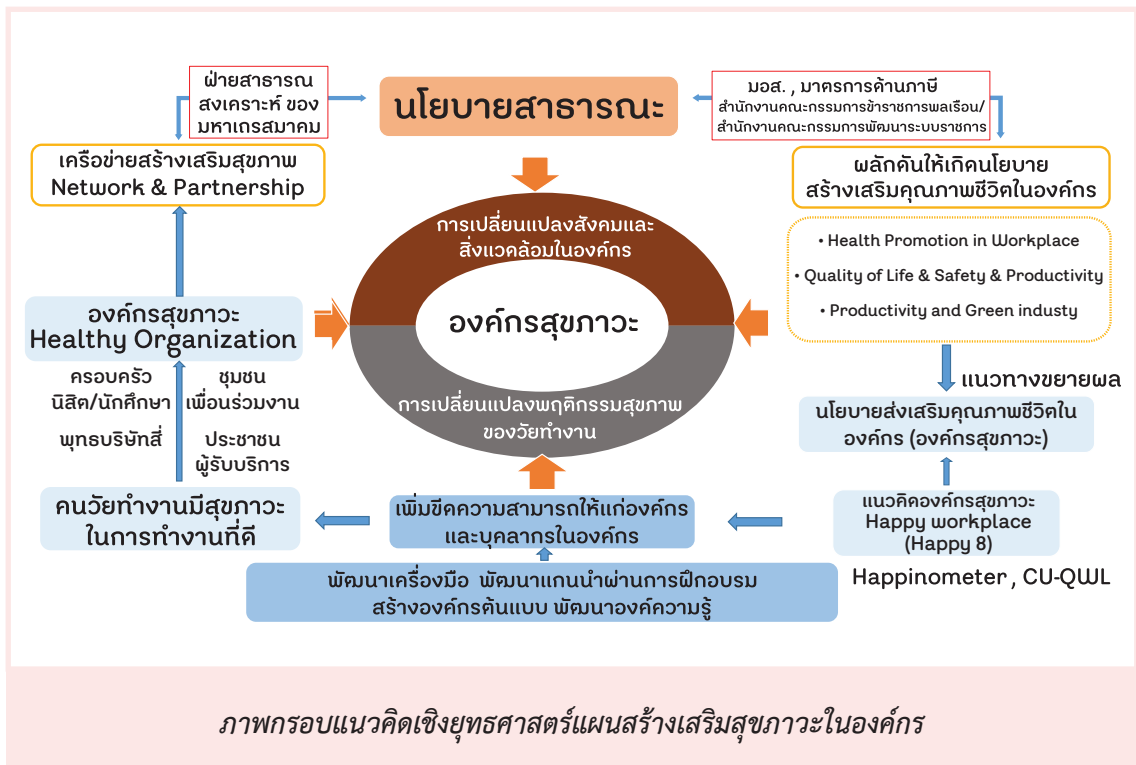 ฝ่ายสาธารณ
สงเคราะห์ ของ
มหาเถรสมาคม
นโยบายสาธารณะ
มอส. , มาตรการด้านภาษี
สำนักงานคณะกรรมการข้าราชการพลเรือน/
สำนักงานคณะกรรมการพัฒนาระบบราชการ
เครือข่ายสร้างเสริมสุขภาพ
Network & Partnership
ผลักดันให้เกิดนโยบาย
สร้างเสริมคุณภาพชีวิตในองค์กร
การเปลี่ยนแปลงสังคมและ
สิ่งแวดล้อมในองค์กร
• Health Promotion in Workplace
• Quality of Life & Safety & Productivity
• Productivity and Green industy
องค์กรสุขภาวะ
Healthy Organization
องค์กรสุขภาวะ
ครอบครัว
นิสิต/นักศึกษา
ชุมชน
เพื่อนร่วมงาน
พุทธบริษัทสี่
ประชาชน
ผู้รับบริการ
การเปลี่ยนแปลงพฤติกรรมสุขภาพ
ของวัยทำงาน
แนวทางขยายผล
นโยบายส่งเสริมคุณภาพชีวิตใน
องค์กร (องค์กรสุขภาวะ)
คนวัยทำงานมีสุขภาวะ
ในการทำงานที่ดี
เพิ่มขีดความสามารถให้แก่องค์กร
และบุคลากรในองค์กร
แนวคิดองค์กรสุขภาวะ
Happy workplace
(Happy 8)
Happinometer , CU-QWL
พัฒนาเครื่องมือ พัฒนาแกนนำผ่านการฝึกอบรม
สร้างองค์กรต้นแบบ พัฒนาองค์ความรู้
ภาพกรอบแนวคิดเชิงยุทธศาสตร์แผนสร้างเสริมสุขภาวะในองค์กร